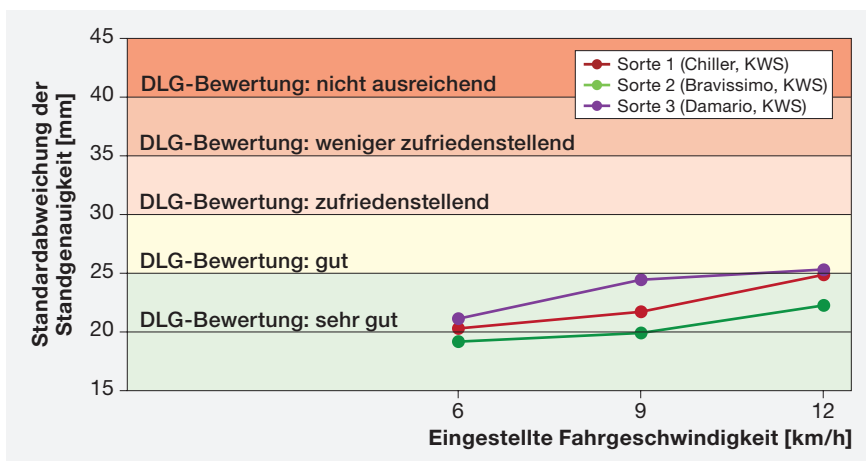 Standardabweichung der
Standgenauigkeit [mm]
45
40
35
30
25
20
15
DLG-Bewertung: nicht ausreichend
DLG-Bewertung: weniger zufriedenstellend
DLG-Bewertung: zufriedenstellend
DLG-Bewertung: gut
DLG-Bewertung: sehr gut
Sorte 1 (Chiller, KWS)
Sorte 2 (Bravissimo, KWS)
Sorte 3 (Damario, KWS)
6 9 12
Eingestellte Fahrgeschwindigkeit [km/h]